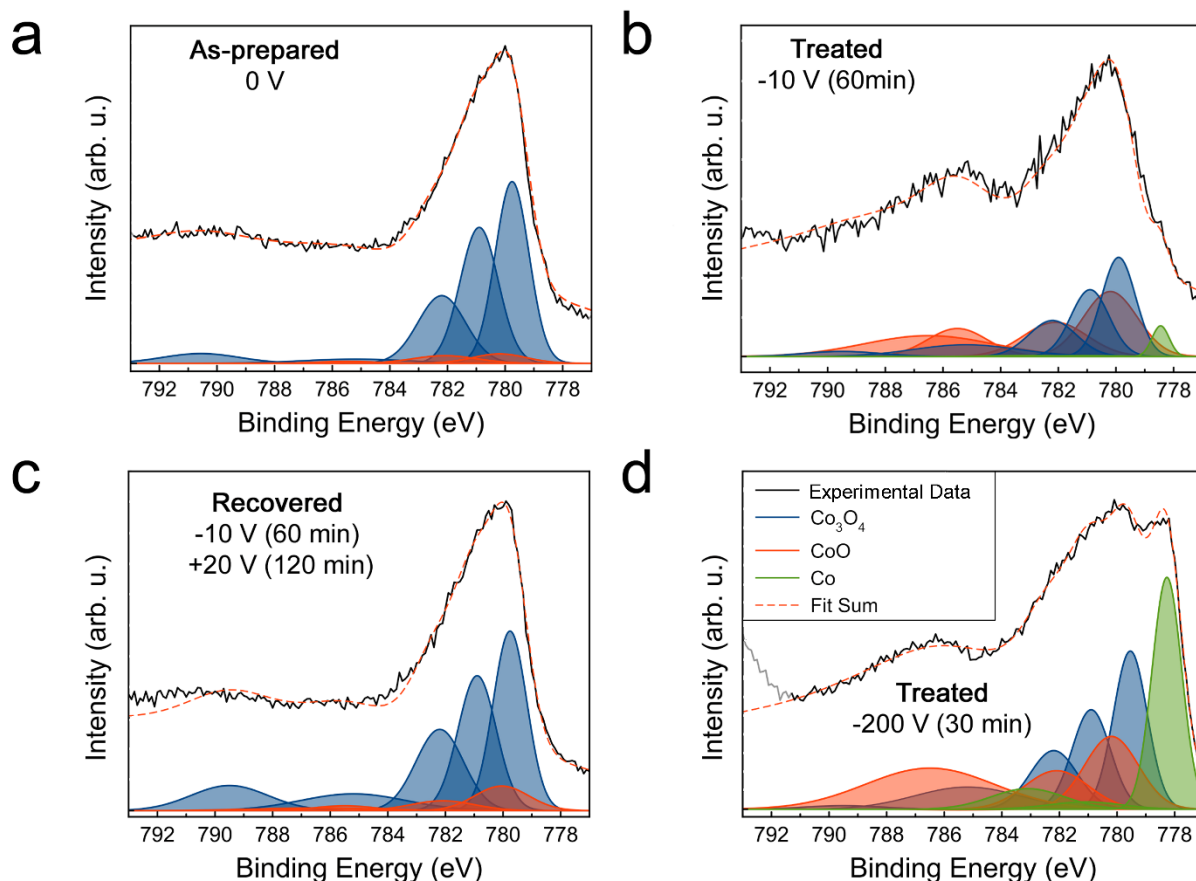 a
As-prepared
0 V
Intensity (arb. u.)
792 790 788 786 784 782 780 778
Binding Energy (eV)
b
Treated
-10 V (60min)
Intensity (arb. u.)
792 790 788 786 784 782 780 778
Binding Energy (eV)
c
Recovered
-10 V (60 min)
+20 V (120 min)
Intensity (arb. u.)
792 790 788 786 784 782 780 778
Binding Energy (eV)
d
Experimental Data
Co₃O₄
CoO
Co
Fit Sum
Treated
-200 V (30 min)
Intensity (arb. u.)
792 790 788 786 784 782 780 778
Binding Energy (eV)